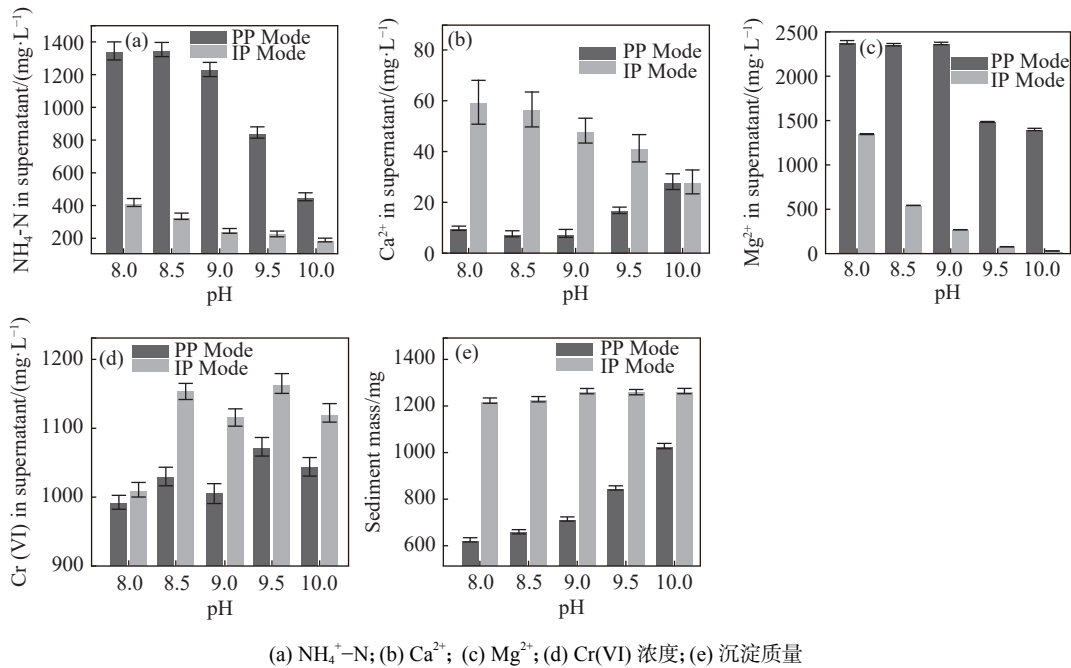 (a)
PP Mode
IP Mode
1400
1200
1000
800
600
400
200
NH₄-N in supernatant/(mg·L⁻¹)
8.0 8.5 9.0 9.5 10.0
pH
(b)
PP Mode
IP Mode
80
60
40
20
0
Ca²⁺ in supernatant/(mg·L⁻¹)
8.0 8.5 9.0 9.5 10.0
pH
(c)
PP Mode
IP Mode
2500
2000
1500
1000
500
0
Mg²⁺ in supernatant/(mg·L⁻¹)
8.0 8.5 9.0 9.5 10.0
pH
(d)
PP Mode
IP Mode
1200
1100
1000
900
Cr (VI) in supernatant/(mg·L⁻¹)
8.0 8.5 9.0 9.5 10.0
pH
(e)
PP Mode
IP Mode
1400
1200
1000
800
600
Sediment mass/mg
8.0 8.5 9.0 9.5 10.0
pH
(a) NH₄⁺−N; (b) Ca²⁺; (c) Mg²⁺; (d) Cr(VI) 浓度; (e) 沉淀质量